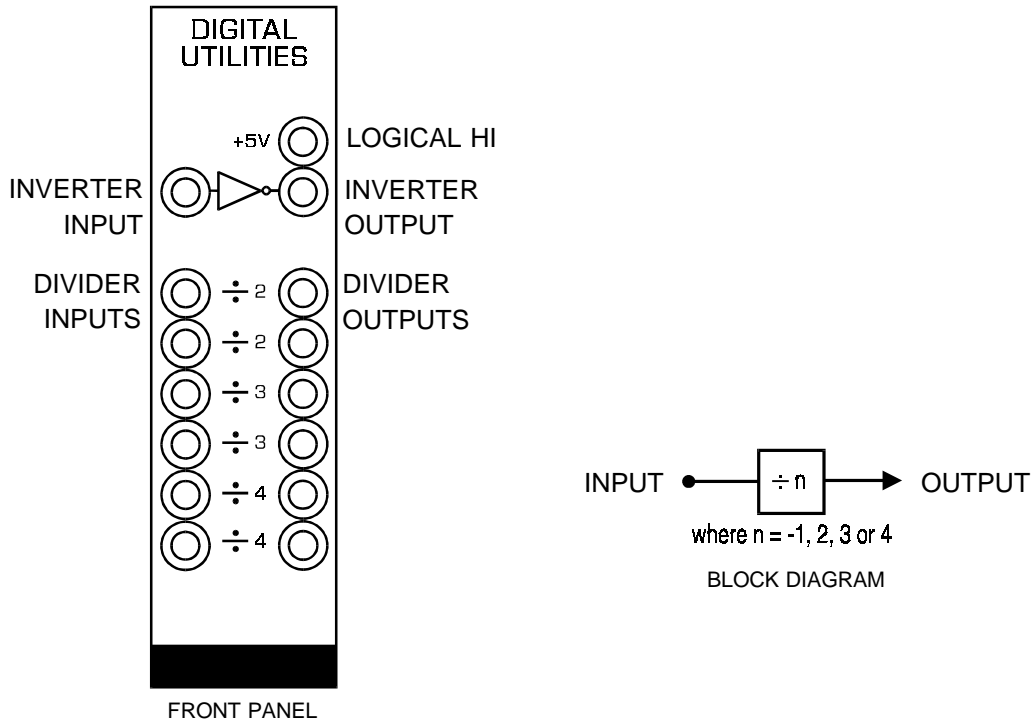 DIGITAL
UTILITIES
+5V
LOGICAL HI
INVERTER
INPUT
INVERTER
OUTPUT
DIVIDER
INPUTS
÷ 2
DIVIDER
OUTPUTS
÷ 2
÷ 3
÷ 3
÷ 4
÷ 4
FRONT PANEL
INPUT
÷ n
OUTPUT
where n = -1, 2, 3 or 4
BLOCK DIAGRAM